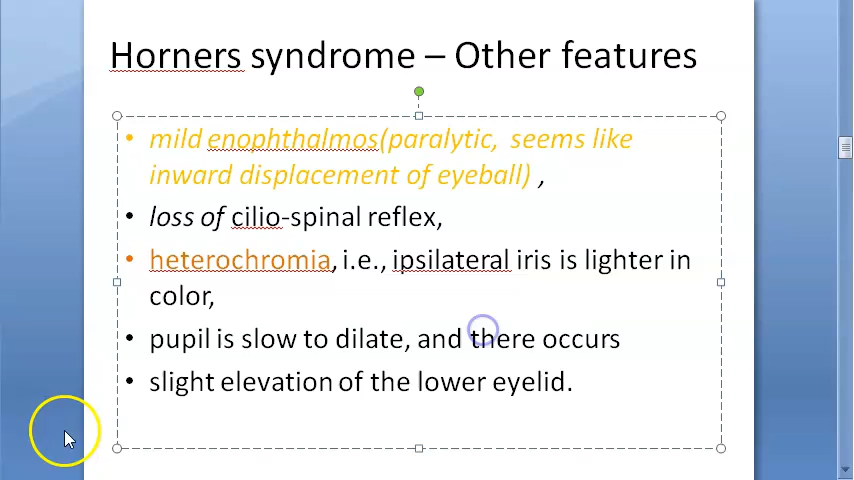 Horners syndrome – Other features
• mild enophthalmos(paralytic, seems like
inward displacement of eyeball) ,
• loss of cilio-spinal reflex,
• heterochromia, i.e., ipsilateral iris is lighter in
color,
• pupil is slow to dilate, and there occurs
• slight elevation of the lower eyelid.